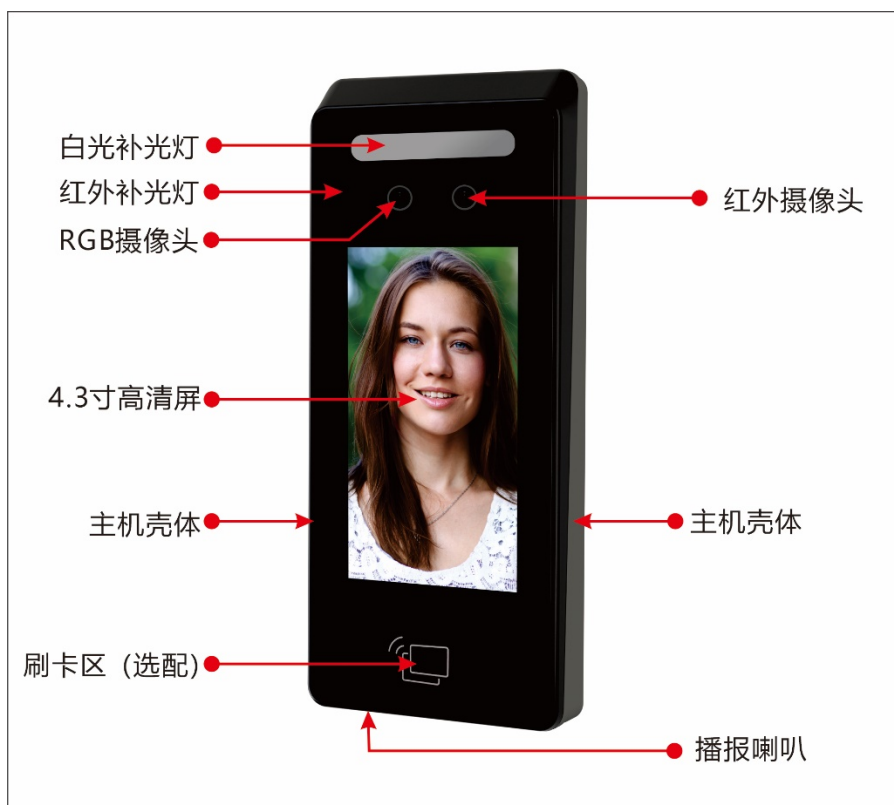 白光补光灯
红外补光灯
红外摄像头
RGB摄像头
4.3寸高清屏
主机壳体
主机壳体
刷卡区 (选配)
播报喇叭